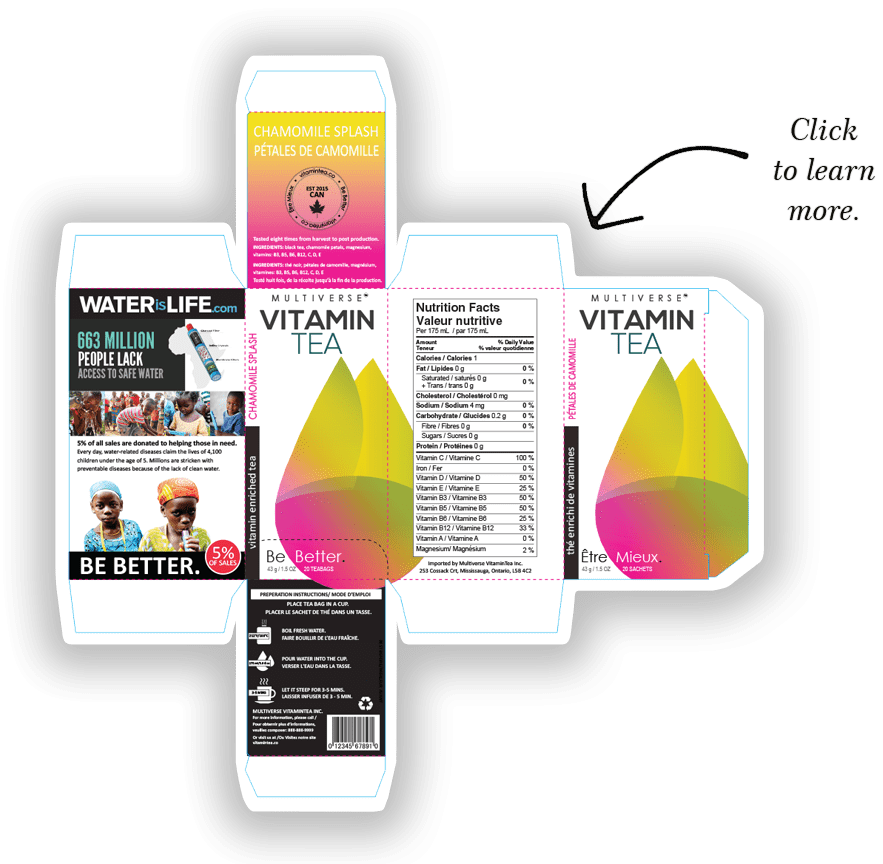 Click
to learn
more.
CHAMOMILE SPLASH
PÉTALES DE CAMOMILLE
vitamintea.co
Être Mieux
Be Better
EST 2015
CAN
vitamintea.co
Tested eight times from harvest to post production.
INGREDIENTS: black tea, chamomile petals, magnesium,
vitamins: B3, B5, B6, B12, C, D, E
INGRÉDIENTS: thé noir, pétales de camomille, magnésium,
vitamines: B3, B5, B6, B12, C, D, E
Testé huit fois, de la récolte jusqu'à la fin de la production.
WATERisLIFE.com
663 MILLION
PEOPLE LACK
ACCESS TO SAFE WATER
5% of all sales are donated to helping those in need.
Every day, water-related diseases claim the lives of 4,100
children under the age of 5. Millions are stricken with
preventable diseases because of the lack of clean water.
BE BETTER.
5%
OF SALES
MULTIVERSE™
VITAMIN
TEA
CHAMOMILE SPLASH
vitamin enriched tea
Be Better.
43 g / 1.5 OZ 20 TEABAGS
Nutrition Facts
Valeur nutritive
Per 175 mL / par 175 mL
Amount % Daily Value
Teneur % valeur quotidienne
Calories / Calories 1
Fat / Lipides 0 g 0 %
Saturated / saturés 0 g
+ Trans / trans 0 g 0 %
Cholesterol / Cholestérol 0 mg
Sodium / Sodium 4 mg 0 %
Carbohydrate / Glucides 0.2 g 0 %
Fibre / Fibres 0 g 0 %
Sugars / Sucres 0 g
Protein / Protéines 0 g
Vitamin C / Vitamine C 100 %
Iron / Fer 0 %
Vitamin D / Vitamine D 50 %
Vitamin E / Vitamine E 25 %
Vitamin B3 / Vitamine B3 50 %
Vitamin B5 / Vitamine B5 50 %
Vitamin B6 / Vitamine B6 25 %
Vitamin B12 / Vitamine B12 33 %
Vitamin A / Vitamine A 0 %
Magnesium/ Magnésium 2 %
Imported by Multiverse VitaminTea Inc.
253 Cossack Crt, Mississauga, Ontario, L5B 4C2
MULTIVERSE™
VITAMIN
TEA
PÉTALES DE CAMOMILLE
thé enrichi de vitamines
Être Mieux.
43 g / 1.5 OZ 20 SACHETS
PREPERATION INSTRUCTIONS/ MODE D'EMPLOI
PLACE TEA BAG IN A CUP.
PLACER LE SACHET DE THÉ DANS UN TASSE.
BOIL FRESH WATER.
FAIRE BOUILLIR DE L'EAU FRAÎCHE.
POUR WATER INTO THE CUP.
VERSER L'EAU DANS LA TASSE.
LET IT STEEP FOR 3-5 MINS.
LAISSER INFUSER DE 3 - 5 MIN.
MULTIVERSE VITAMINTEA INC.
For more information, please call /
Pour obtenir plus d'informations,
veuillez composer: 888-888-9999
Or visit us at /Ou Visitez notre site
vitamintea.co
0 12345 67891 0